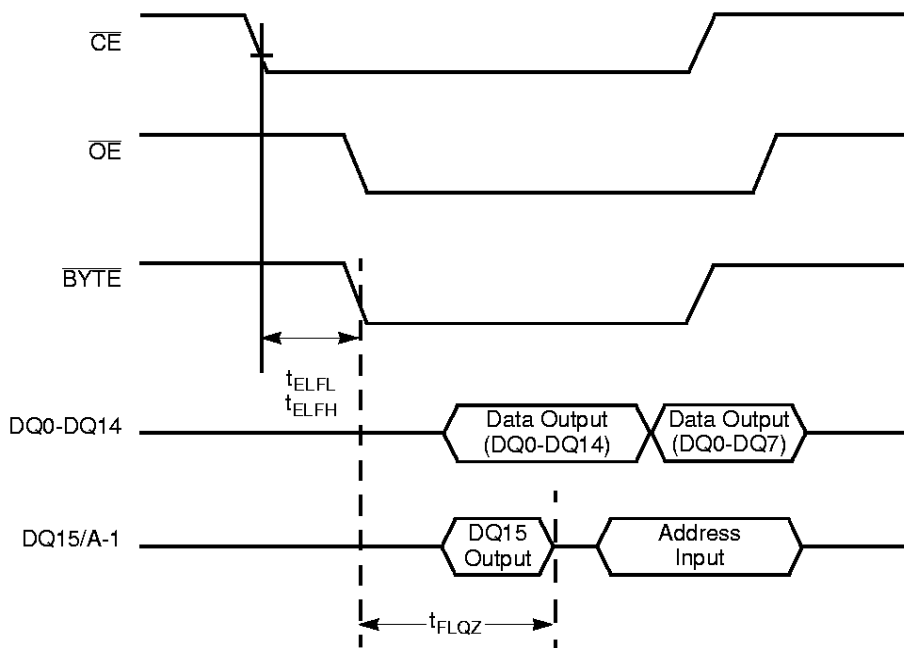 CE
OE
BYTE
tELFL
tELFH
DQ0-DQ14
Data Output
(DQ0-DQ14)
Data Output
(DQ0-DQ7)
DQ15/A-1
DQ15
Output
Address
Input
tFLQZ